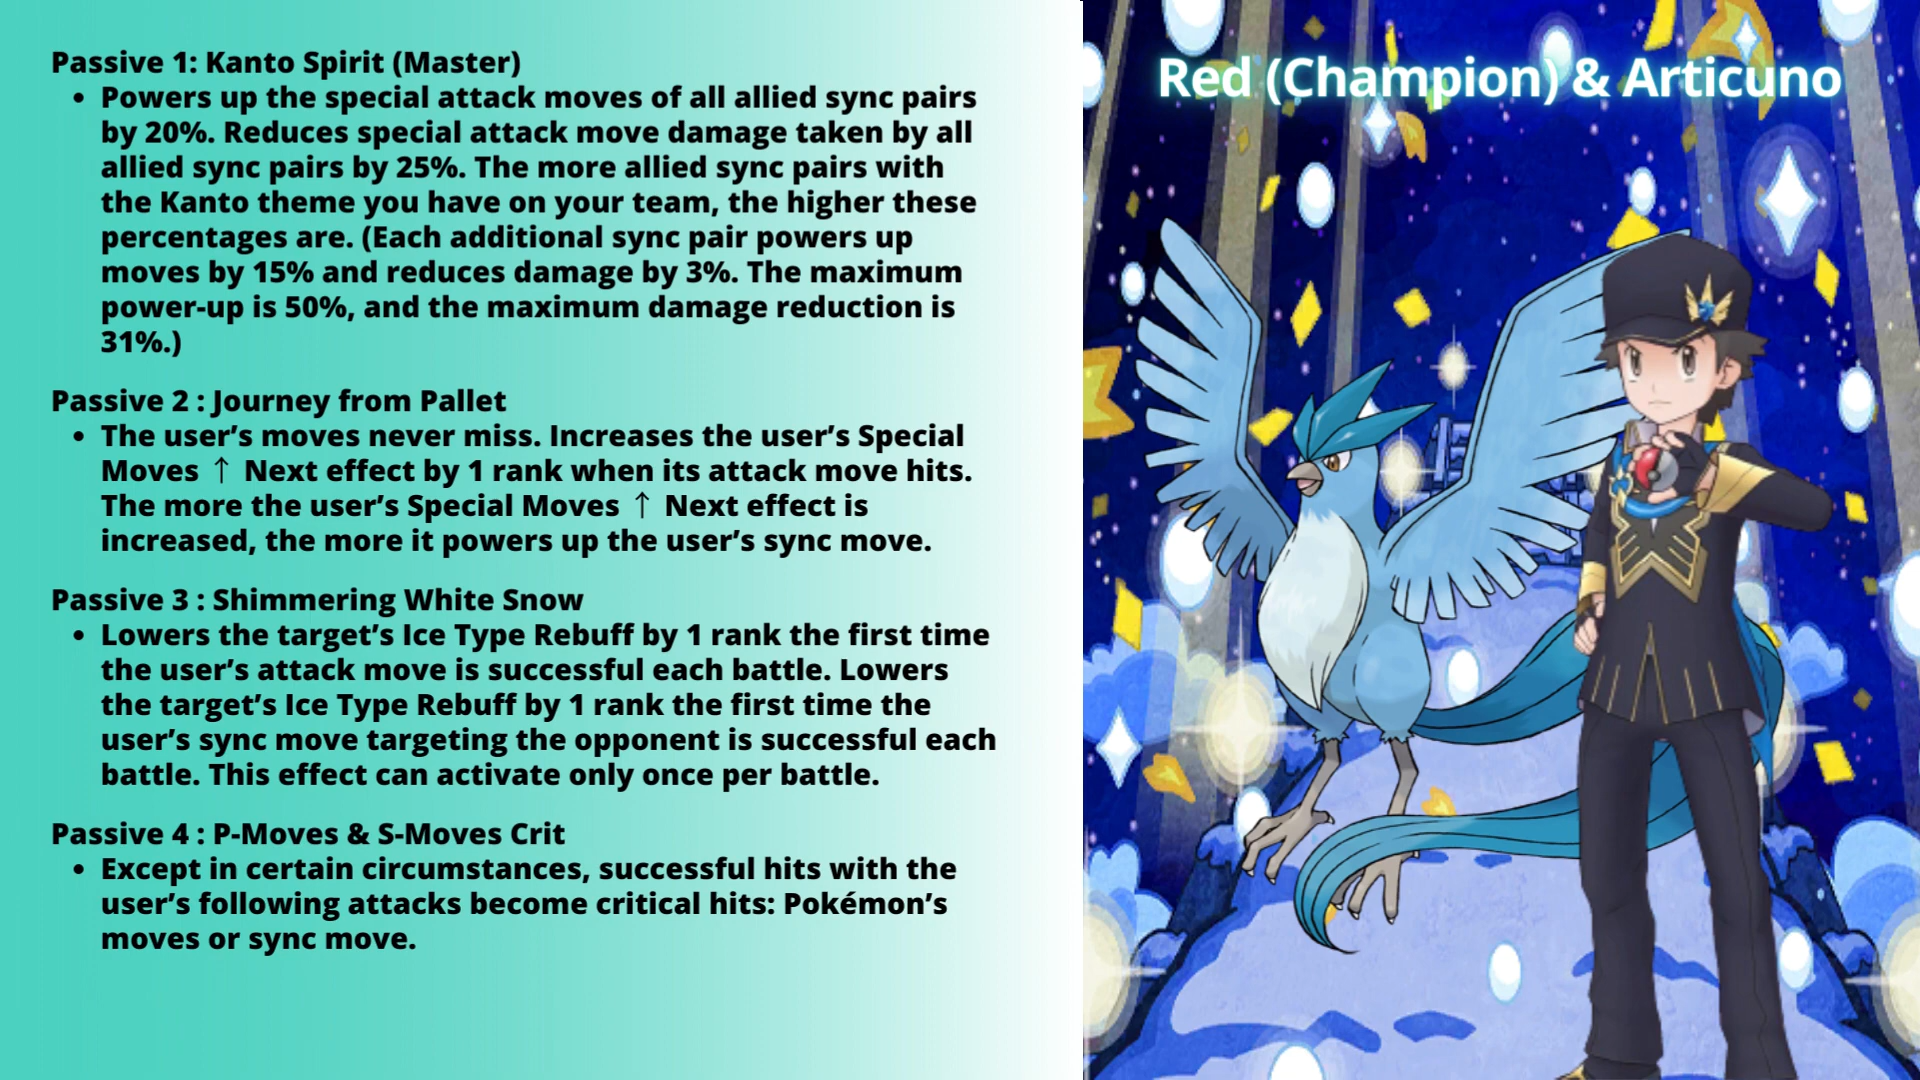 Passive 1: Kanto Spirit (Master)
• Powers up the special attack moves of all allied sync pairs
by 20%. Reduces special attack move damage taken by all
allied sync pairs by 25%. The more allied sync pairs with
the Kanto theme you have on your team, the higher these
percentages are. (Each additional sync pair powers up
moves by 15% and reduces damage by 3%. The maximum
power-up is 50%, and the maximum damage reduction is
31%.)
Passive 2 : Journey from Pallet
• The user’s moves never miss. Increases the user’s Special
Moves ↑ Next effect by 1 rank when its attack move hits.
The more the user’s Special Moves ↑ Next effect is
increased, the more it powers up the user’s sync move.
Passive 3 : Shimmering White Snow
• Lowers the target’s Ice Type Rebuff by 1 rank the first time
the user’s attack move is successful each battle. Lowers
the target’s Ice Type Rebuff by 1 rank the first time the
user’s sync move targeting the opponent is successful each
battle. This effect can activate only once per battle.
Passive 4 : P-Moves & S-Moves Crit
• Except in certain circumstances, successful hits with the
user’s following attacks become critical hits: Pokémon’s
moves or sync move.
Red (Champion) & Articuno